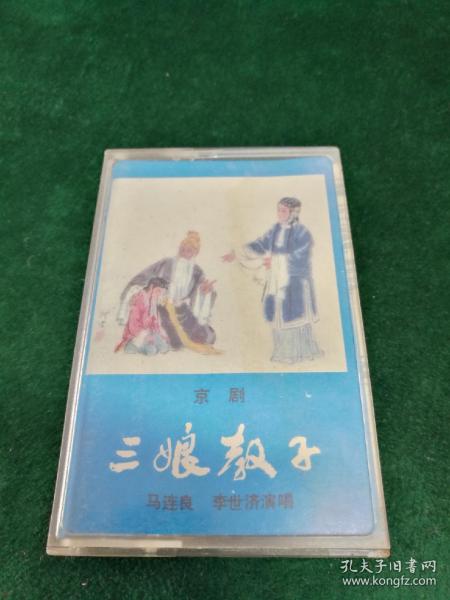 京剧
三娘教子
马连良 李世济演唱
孔夫子旧书网
www.kongfz.com